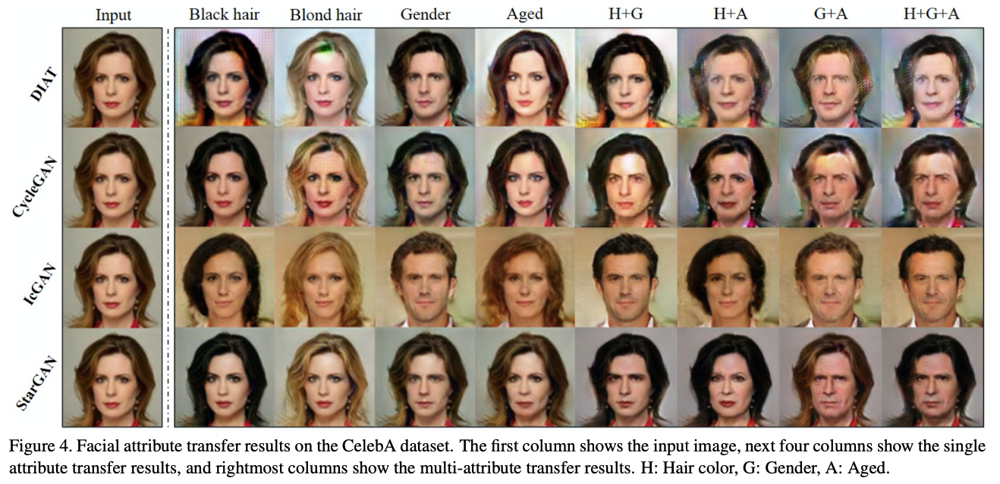 Input Black hair Blond hair Gender Aged H+G H+A G+A H+G+A
DIAT
CycleGAN
IcGAN
StarGAN
Figure 4. Facial attribute transfer results on the CelebA dataset. The first column shows the input image, next four columns show the single
attribute transfer results, and rightmost columns show the multi-attribute transfer results. H: Hair color, G: Gender, A: Aged.